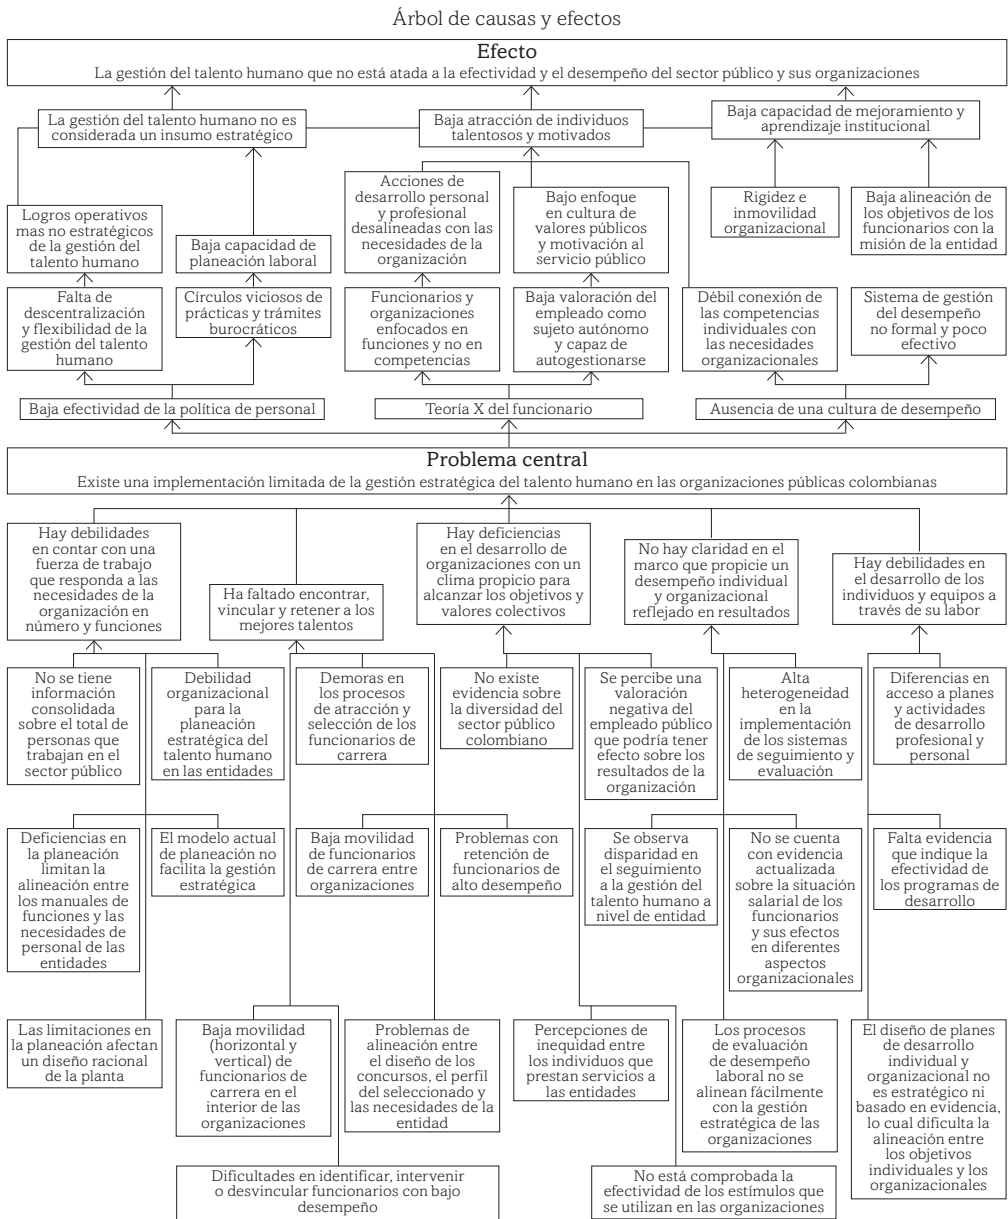 Árbol de causas y efectos
Efecto
La gestión del talento humano que no está atada a la efectividad y el desempeño del sector público y sus organizaciones
La gestión del talento humano no es
considerada un insumo estratégico
Baja atracción de individuos
talentosos y motivados
Baja capacidad de mejoramiento y
aprendizaje institucional
Logros operativos
mas no estratégicos
de la gestión del
talento humano
Baja capacidad de
planeación laboral
Acciones de
desarrollo personal
y profesional
desalineadas con las
necesidades de la
organización
Bajo enfoque
en cultura de
valores públicos
y motivación al
servicio público
Rigidez e
inmovilidad
organizacional
Baja alineación de
los objetivos de los
funcionarios con la
misión de la entidad
Falta de
descentralización
y flexibilidad de la
gestión del talento
humano
Círculos viciosos de
prácticas y trámites
burocráticos
Funcionarios y
organizaciones
enfocados en
funciones y no en
competencias
Baja valoración del
empleado como
sujeto autónomo
y capaz de
autogestionarse
Débil conexión de
las competencias
individuales con
las necesidades
organizacionales
Sistema de gestión
del desempeño
no formal y poco
efectivo
Baja efectividad de la política de personal
Teoría X del funcionario
Ausencia de una cultura de desempeño
Problema central
Existe una implementación limitada de la gestión estratégica del talento humano en las organizaciones públicas colombianas
Hay debilidades
en contar con una
fuerza de trabajo
que responda a las
necesidades de la
organización en
número y funciones
Ha faltado encontrar,
vincular y retener a los
mejores talentos
Hay deficiencias
en el desarrollo de
organizaciones con un
clima propicio para
alcanzar los objetivos y
valores colectivos
No hay claridad en el
marco que propicie un
desempeño individual
y organizacional
reflejado en resultados
Hay debilidades en
el desarrollo de los
individuos y equipos a
través de su labor
No se tiene
información
consolidada
sobre el total de
personas que
trabajan en el
sector público
Debilidad
organizacional
para la
planeación
estratégica del
talento humano
en las entidades
Demoras en
los procesos
de atracción y
selección de los
funcionarios de
carrera
No existe
evidencia sobre
la diversidad del
sector público
colombiano
Se percibe una
valoración
negativa del
empleado público
que podría tener
efecto sobre los
resultados de la
organización
Alta
heterogeneidad
en la
implementación
de los sistemas
de seguimiento y
evaluación
Diferencias en
acceso a planes
y actividades
de desarrollo
profesional y
personal
Deficiencias en
la planeación
limitan la
alineación entre
los manuales de
funciones y las
necesidades de
personal de las
entidades
El modelo actual
de planeación no
facilita la gestión
estratégica
Baja movilidad
de funcionarios
de carrera entre
organizaciones
Problemas con
retención de
funcionarios de
alto desempeño
Se observa
disparidad en
el seguimiento
a la gestión del
talento humano a
nivel de entidad
No se cuenta
con evidencia
actualizada
sobre la situación
salarial de los
funcionarios
y sus efectos
en diferentes
aspectos
organizacionales
Falta evidencia
que indique la
efectividad de
los programas de
desarrollo
Las limitaciones en
la planeación afectan
un diseño racional
de la planta
Baja movilidad
(horizontal y
vertical) de
funcionarios de
carrera en el
interior de las
organizaciones
Problemas de
alineación entre
el diseño de los
concursos, el perfil
del seleccionado y
las necesidades de la
entidad
Percepciones de
inequidad entre
los individuos que
prestan servicios a
las entidades
Los procesos
de evaluación
de desempeño
laboral no se
alinean fácilmente
con la gestión
estratégica de las
organizaciones
El diseño de planes
de desarrollo
individual y
organizacional no
es estratégico ni
basado en evidencia,
lo cual dificulta la
alineación entre
los objetivos
individuales y los
organizacionales
Dificultades en identificar, intervenir
o desvincular funcionarios con bajo
desempeño
No está comprobada la
efectividad de los estímulos que
se utilizan en las organizaciones